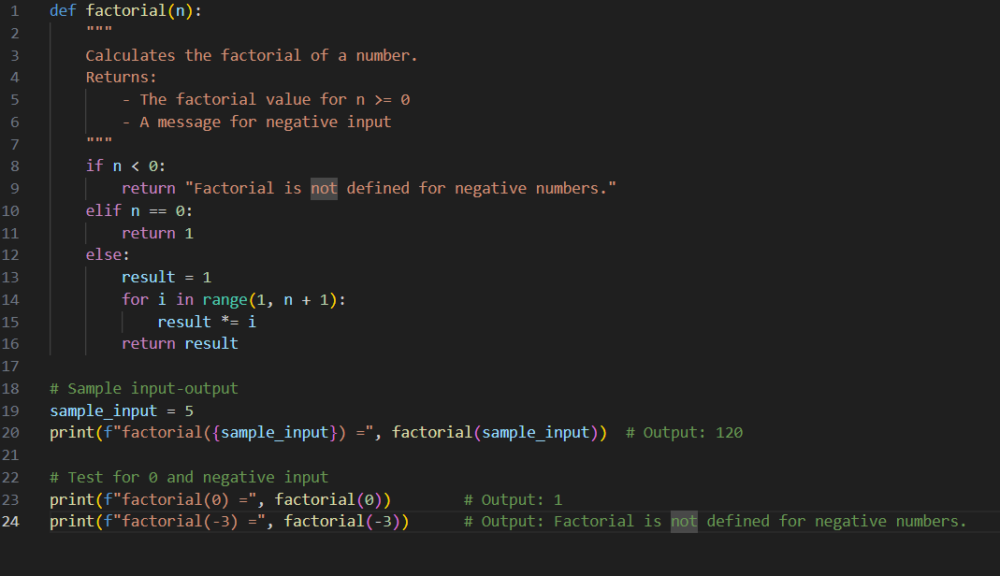 1 def factorial(n):
2     """
3     Calculates the factorial of a number.
4     Returns:
5         - The factorial value for n >= 0
6         - A message for negative input
7     """
8     if n < 0:
9         return "Factorial is not defined for negative numbers."
10     elif n == 0:
11         return 1
12     else:
13         result = 1
14         for i in range(1, n + 1):
15             result *= i
16         return result
17
18 # Sample input-output
19 sample_input = 5
20 print(f"factorial({sample_input}) =", factorial(sample_input))  # Output: 120
21
22 # Test for 0 and negative input
23 print(f"factorial(0) =", factorial(0))        # Output: 1
24 print(f"factorial(-3) =", factorial(-3))      # Output: Factorial is not defined for negative numbers.